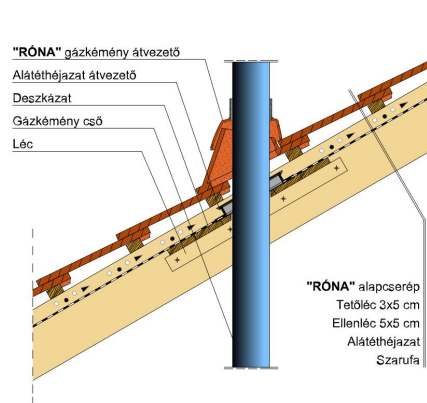 "RÓNA" gázkémény átvezető
Alátéthéjazat átvezető
Deszkázat
Gázkémény cső
Léc
"RÓNA" alapcserép
Tetőléc 3x5 cm
Ellenléc 5x5 cm
Alátéthéjazat
Szarufa